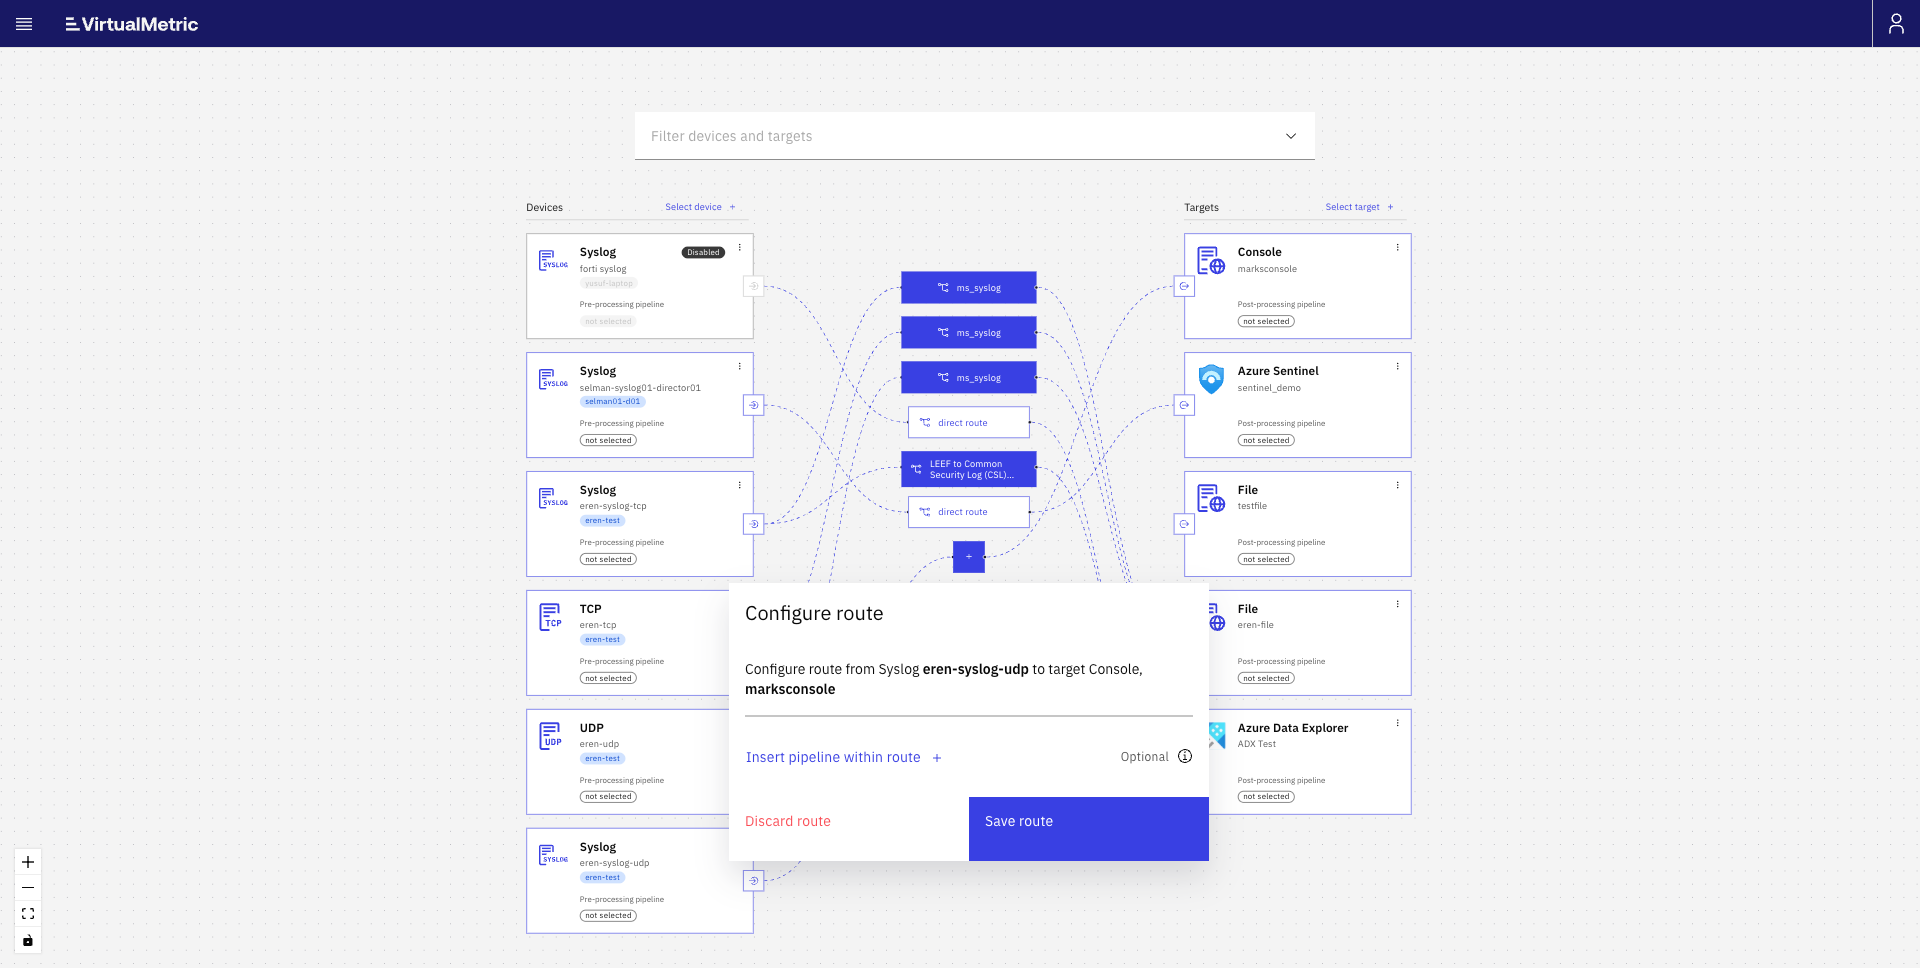 VirtualMetric
Filter devices and targets
Devices
Select device +
Targets
Select target +
Syslog
Disabled
forti syslog
yusuf-laptop
Pre-processing pipeline
not selected
Syslog
selman-syslog01-director01
selman01-d01
Pre-processing pipeline
not selected
Syslog
eren-syslog-tcp
eren-test
Pre-processing pipeline
not selected
TCP
eren-tcp
eren-test
Pre-processing pipeline
not selected
UDP
eren-udp
eren-test
Pre-processing pipeline
not selected
Syslog
eren-syslog-udp
eren-test
Pre-processing pipeline
not selected
SYSLOG
SYSLOG
SYSLOG
TCP
UDP
SYSLOG
ms_syslog
ms_syslog
ms_syslog
direct route
LEEF to Common
Security Log (CSL)...
direct route
+
Console
marksconsole
Post-processing pipeline
not selected
Azure Sentinel
sentinel_demo
Post-processing pipeline
not selected
File
testfile
Post-processing pipeline
not selected
File
eren-file
Post-processing pipeline
not selected
Azure Data Explorer
ADX Test
Post-processing pipeline
not selected
Configure route
Configure route from Syslog eren-syslog-udp to target Console,
marksconsole
Insert pipeline within route +
Optional
Discard route
Save route